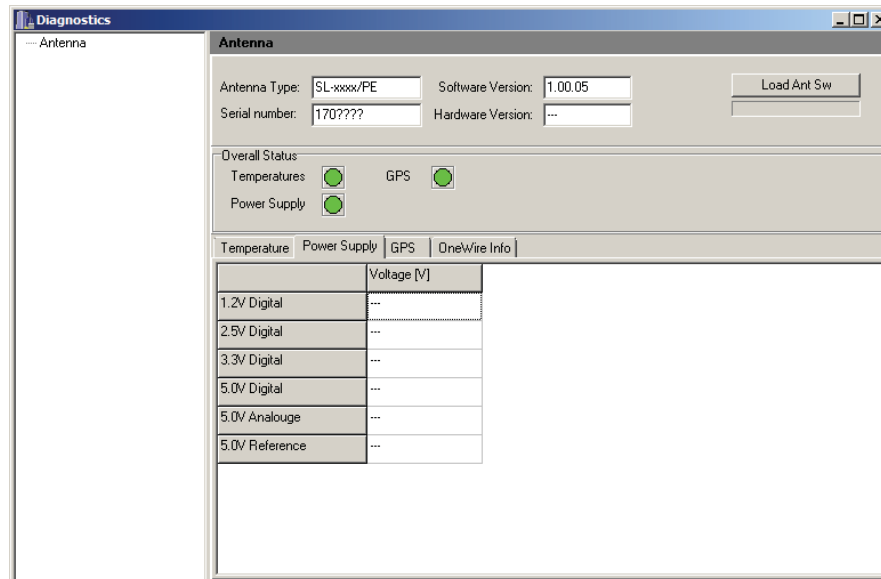 Diagnostics
Antenna
Antenna
Antenna Type: SL-xxxx/PE Software Version: 1.00.05 Load Ant Sw
Serial number: 170???? Hardware Version: ---
Overall Status
Temperatures GPS
Power Supply
Temperature Power Supply GPS OneWire Info
Voltage [V]
1.2V Digital ---
2.5V Digital ---
3.3V Digital ---
5.0V Digital ---
5.0V Analouge ---
5.0V Reference ---